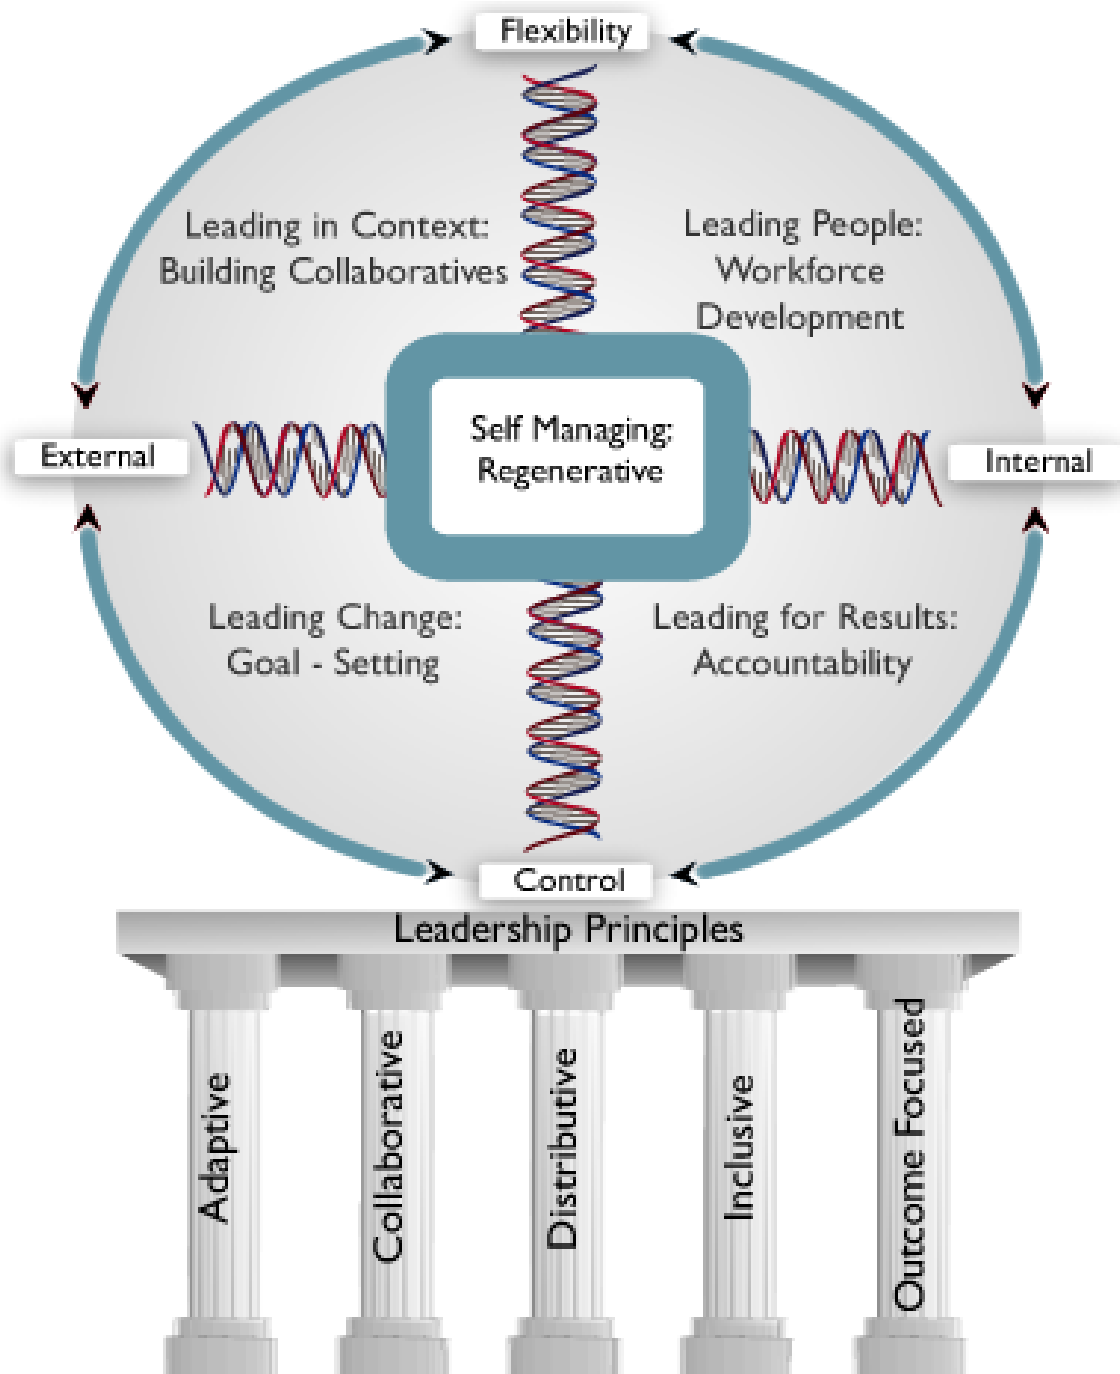 Flexibility
Leading in Context:
Building Collaboratives
Leading People:
Workforce
Development
External
Self Managing:
Regenerative
Internal
Leading Change:
Goal - Setting
Leading for Results:
Accountability
Control
Leadership Principles
Adaptive
Collaborative
Distributive
Inclusive
Outcome Focused